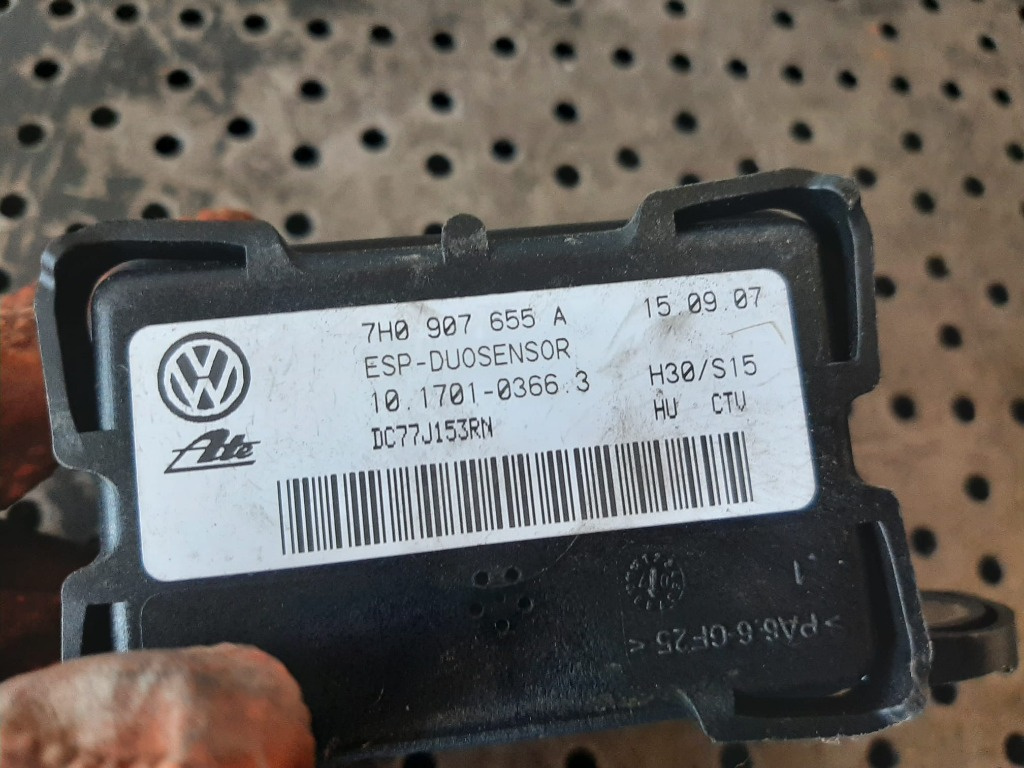 7H0 907 655 A 15.09.07
ESP-DUOSENSOR
10.1701-0366.3 H30/S15
DC77J153RN HU CTV
VW
Ate
1
>PA6.6-GF25<